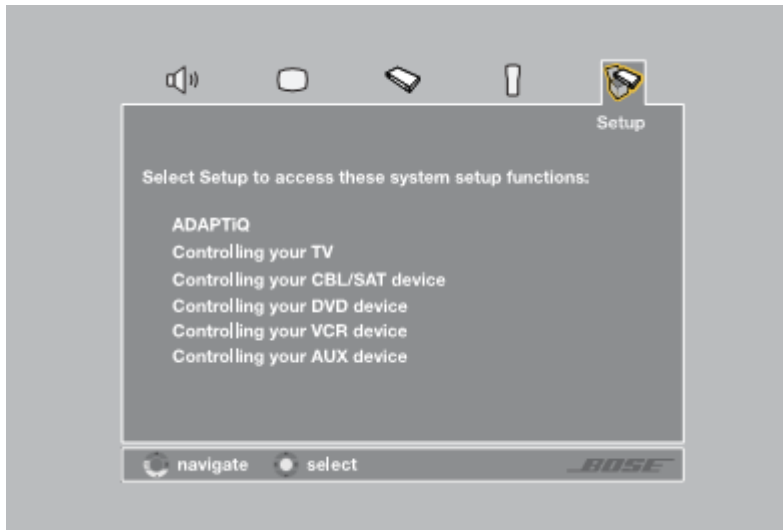 Setup
Select Setup to access these system setup functions:
ADAPTiQ
Controlling your TV
Controlling your CBL/SAT device
Controlling your DVD device
Controlling your VCR device
Controlling your AUX device
navigate select BOSE